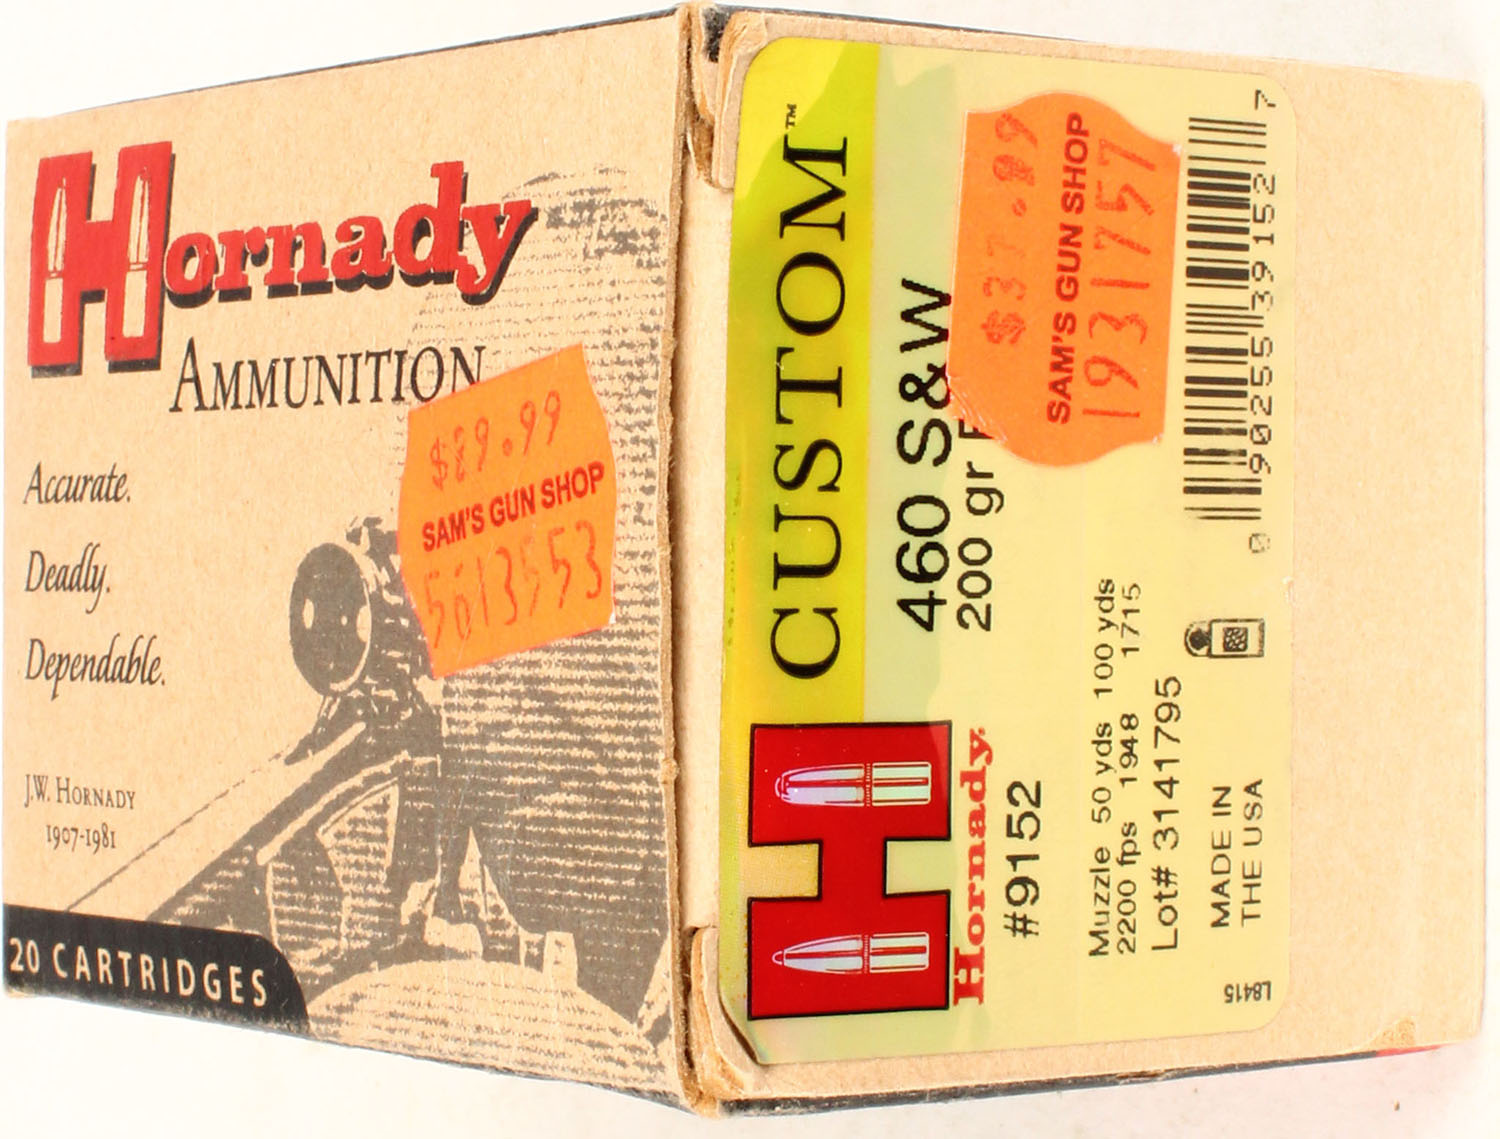 Hornady
AMMUNITION
Accurate.
Deadly.
Dependable.
J.W. HORNADY
1907-1981
20 CARTRIDGES
$29.99
SAM'S GUN SHOP
5613553
CUSTOM™
460 S&W
200 gr
$37.99
SAM'S GUN SHOP
1931757
Hornady.
#9152
Muzzle 50 yds 100 yds
2200 fps 1948 1715
Lot# 3141795
MADE IN
THE USA
0 90255 39152 7
L8415